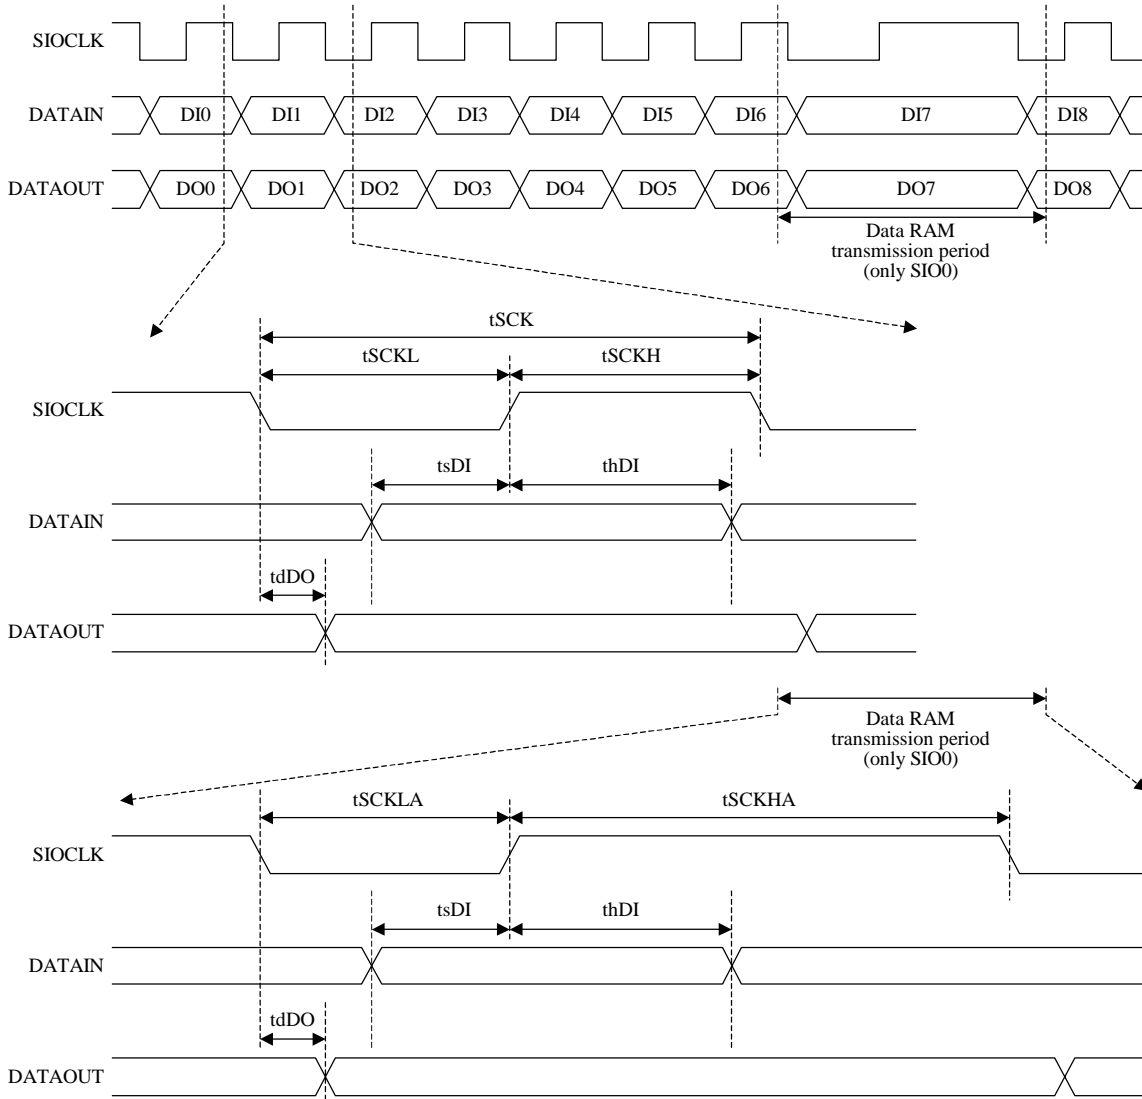 SIOCLK
DATAIN DI0 DI1 DI2 DI3 DI4 DI5 DI6 DI7 DI8
DATAOUT DO0 DO1 DO2 DO3 DO4 DO5 DO6 DO7 DO8
Data RAM
transmission period
(only SIO0)
tSCK
tSCKL tSCKH
SIOCLK
tsDI thDI
DATAIN
tdDO
DATAOUT
Data RAM
transmission period
(only SIO0)
tSCKLA tSCKHA
SIOCLK
tsDI thDI
DATAIN
tdDO
DATAOUT